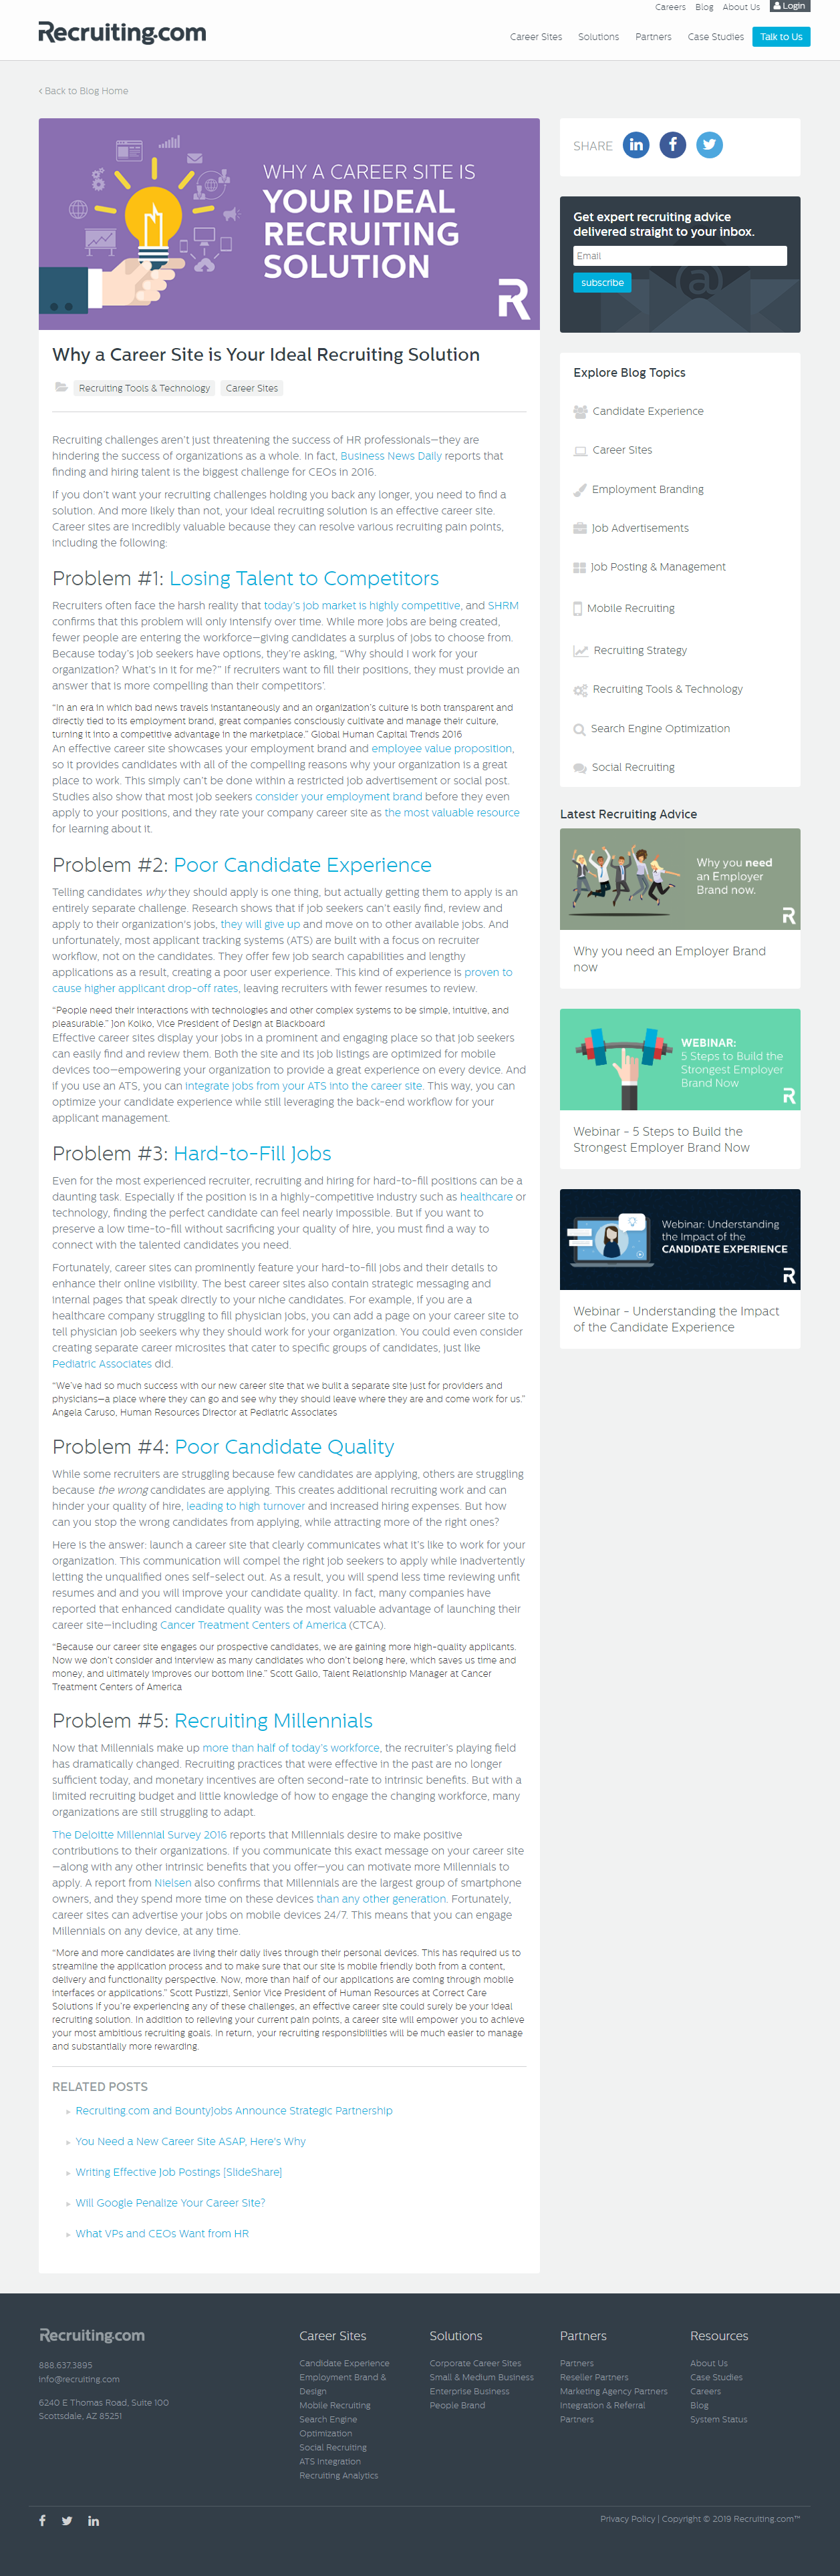 Careers Blog About Us Login
Recruiting.com
Career Sites Solutions Partners Case Studies Talk to Us
‹ Back to Blog Home
WHY A CAREER SITE IS
YOUR IDEAL
RECRUITING
SOLUTION
R
Why a Career Site is Your Ideal Recruiting Solution
Recruiting Tools & Technology Career Sites
Recruiting challenges aren't just threatening the success of HR professionals—they are
hindering the success of organizations as a whole. In fact, Business News Daily reports that
finding and hiring talent is the biggest challenge for CEOs in 2016.
If you don't want your recruiting challenges holding you back any longer, you need to find a
solution. And more likely than not, your ideal recruiting solution is an effective career site.
Career sites are incredibly valuable because they can resolve various recruiting pain points,
including the following:
Problem #1: Losing Talent to Competitors
Recruiters often face the harsh reality that today's job market is highly competitive, and SHRM
confirms that this problem will only intensify over time. While more jobs are being created,
fewer people are entering the workforce—giving candidates a surplus of jobs to choose from.
Because today's job seekers have options, they're asking, "Why should I work for your
organization? What's in it for me?" If recruiters want to fill their positions, they must provide an
answer that is more compelling than their competitors'.
"In an era in which bad news travels instantaneously and an organization's culture is both transparent and
directly tied to its employment brand, great companies consciously cultivate and manage their culture,
turning it into a competitive advantage in the marketplace." Global Human Capital Trends 2016
An effective career site showcases your employment brand and employee value proposition,
so it provides candidates with all of the compelling reasons why your organization is a great
place to work. This simply can't be done within a restricted job advertisement or social post.
Studies also show that most job seekers consider your employment brand before they even
apply to your positions, and they rate your company career site as the most valuable resource
for learning about it.
Problem #2: Poor Candidate Experience
Telling candidates why they should apply is one thing, but actually getting them to apply is an
entirely separate challenge. Research shows that if job seekers can't easily find, review and
apply to their organization's jobs, they will give up and move on to other available jobs. And
unfortunately, most applicant tracking systems (ATS) are built with a focus on recruiter
workflow, not on the candidates. They offer few job search capabilities and lengthy
applications as a result, creating a poor user experience. This kind of experience is proven to
cause higher applicant drop-off rates, leaving recruiters with fewer resumes to review.
"People need their interactions with technologies and other complex systems to be simple, intuitive, and
pleasurable." Jon Kolko, Vice President of Design at Blackboard
Effective career sites display your jobs in a prominent and engaging place so that job seekers
can easily find and review them. Both the site and its job listings are optimized for mobile
devices too—empowering your organization to provide a great experience on every device. And
if you use an ATS, you can integrate jobs from your ATS into the career site. This way, you can
optimize your candidate experience while still leveraging the back-end workflow for your
applicant management.
Problem #3: Hard-to-Fill Jobs
Even for the most experienced recruiter, recruiting and hiring for hard-to-fill positions can be a
daunting task. Especially if the position is in a highly-competitive industry such as healthcare or
technology, finding the perfect candidate can feel nearly impossible. But if you want to
preserve a low time-to-fill without sacrificing your quality of hire, you must find a way to
connect with the talented candidates you need.
Fortunately, career sites can prominently feature your hard-to-fill jobs and their details to
enhance their online visibility. The best career sites also contain strategic messaging and
internal pages that speak directly to your niche candidates. For example, if you are a
healthcare company struggling to fill physician jobs, you can add a page on your career site to
tell physician job seekers why they should work for your organization. You could even consider
creating separate career microsites that cater to specific groups of candidates, just like
Pediatric Associates did.
"We've had so much success with our new career site that we built a separate site just for providers and
physicians—a place where they can go and see why they should leave where they are and come work for us."
Angela Caruso, Human Resources Director at Pediatric Associates
Problem #4: Poor Candidate Quality
While some recruiters are struggling because few candidates are applying, others are struggling
because the wrong candidates are applying. This creates additional recruiting work and can
hinder your quality of hire, leading to high turnover and increased hiring expenses. But how
can you stop the wrong candidates from applying, while attracting more of the right ones?
Here is the answer: launch a career site that clearly communicates what it's like to work for your
organization. This communication will compel the right job seekers to apply while inadvertently
letting the unqualified ones self-select out. As a result, you will spend less time reviewing unfit
resumes and and you will improve your candidate quality. In fact, many companies have
reported that enhanced candidate quality was the most valuable advantage of launching their
career site—including Cancer Treatment Centers of America (CTCA).
"Because our career site engages our prospective candidates, we are gaining more high-quality applicants.
Now we don't consider and interview as many candidates who don't belong here, which saves us time and
money, and ultimately improves our bottom line." Scott Gallo, Talent Relationship Manager at Cancer
Treatment Centers of America
Problem #5: Recruiting Millennials
Now that Millennials make up more than half of today's workforce, the recruiter's playing field
has dramatically changed. Recruiting practices that were effective in the past are no longer
sufficient today, and monetary incentives are often second-rate to intrinsic benefits. But with a
limited recruiting budget and little knowledge of how to engage the changing workforce, many
organizations are still struggling to adapt.
The Deloitte Millennial Survey 2016 reports that Millennials desire to make positive
contributions to their organizations. If you communicate this exact message on your career site
—along with any other intrinsic benefits that you offer—you can motivate more Millennials to
apply. A report from Nielsen also confirms that Millennials are the largest group of smartphone
owners, and they spend more time on these devices than any other generation. Fortunately,
career sites can advertise your jobs on mobile devices 24/7. This means that you can engage
Millennials on any device, at any time.
"More and more candidates are living their daily lives through their personal devices. This has required us to
streamline the application process and to make sure that our site is mobile friendly both from a content,
delivery and functionality perspective. Now, more than half of our applications are coming through mobile
interfaces or applications." Scott Pustizzi, Senior Vice President of Human Resources at Correct Care
Solutions If you're experiencing any of these challenges, an effective career site could surely be your ideal
recruiting solution. In addition to relieving your current pain points, a career site will empower you to achieve
your most ambitious recruiting goals. In return, your recruiting responsibilities will be much easier to manage
and substantially more rewarding.
RELATED POSTS
Recruiting.com and BountyJobs Announce Strategic Partnership
You Need a New Career Site ASAP, Here's Why
Writing Effective Job Postings [SlideShare]
Will Google Penalize Your Career Site?
What VPs and CEOs Want from HR
SHARE
Get expert recruiting advice
delivered straight to your inbox.
Email
subscribe
Explore Blog Topics
Candidate Experience
Career Sites
Employment Branding
Job Advertisements
Job Posting & Management
Mobile Recruiting
Recruiting Strategy
Recruiting Tools & Technology
Search Engine Optimization
Social Recruiting
Latest Recruiting Advice
Why you need
an Employer
Brand now.
R
Why you need an Employer Brand
now
WEBINAR:
5 Steps to Build the
Strongest Employer
Brand Now
R
Webinar - 5 Steps to Build the
Strongest Employer Brand Now
Webinar: Understanding
the Impact of the
CANDIDATE EXPERIENCE
R
Webinar - Understanding the Impact
of the Candidate Experience
Recruiting.com
888.637.3895
info@recruiting.com
6240 E Thomas Road, Suite 100
Scottsdale, AZ 85251
Career Sites
Candidate Experience
Employment Brand &
Design
Mobile Recruiting
Search Engine
Optimization
Social Recruiting
ATS Integration
Recruiting Analytics
Solutions
Corporate Career Sites
Small & Medium Business
Enterprise Business
People Brand
Partners
Partners
Reseller Partners
Marketing Agency Partners
Integration & Referral
Partners
Resources
About Us
Case Studies
Careers
Blog
System Status
Privacy Policy | Copyright © 2019 Recruiting.com™